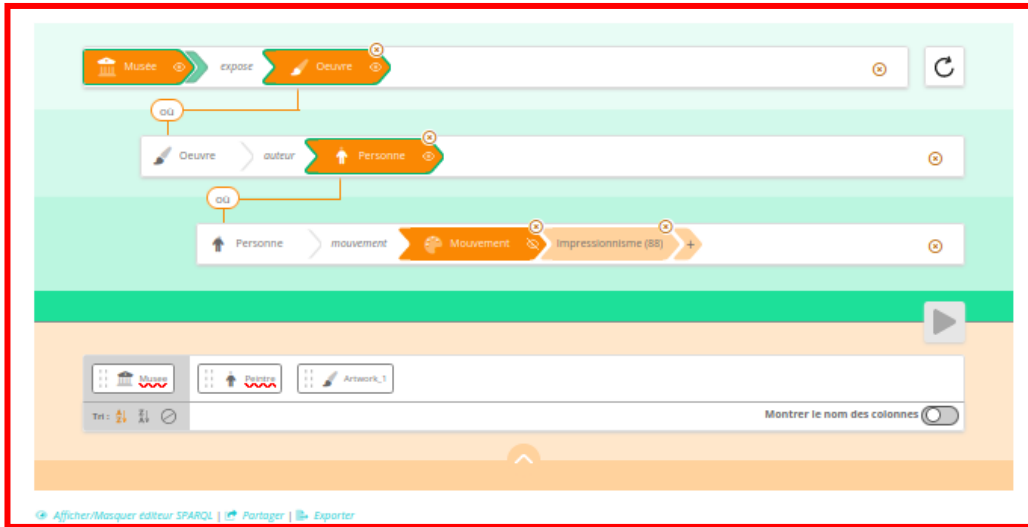 Musée expose Oeuvre
où
Oeuvre auteur Personne
où
Personne mouvement Mouvement Impressionnisme (88) +
Musee Peintre Artwork_1
Tri : A Z Z A Montrer le nom des colonnes
Afficher/Masquer éditeur SPARQL | Partager | Exporter